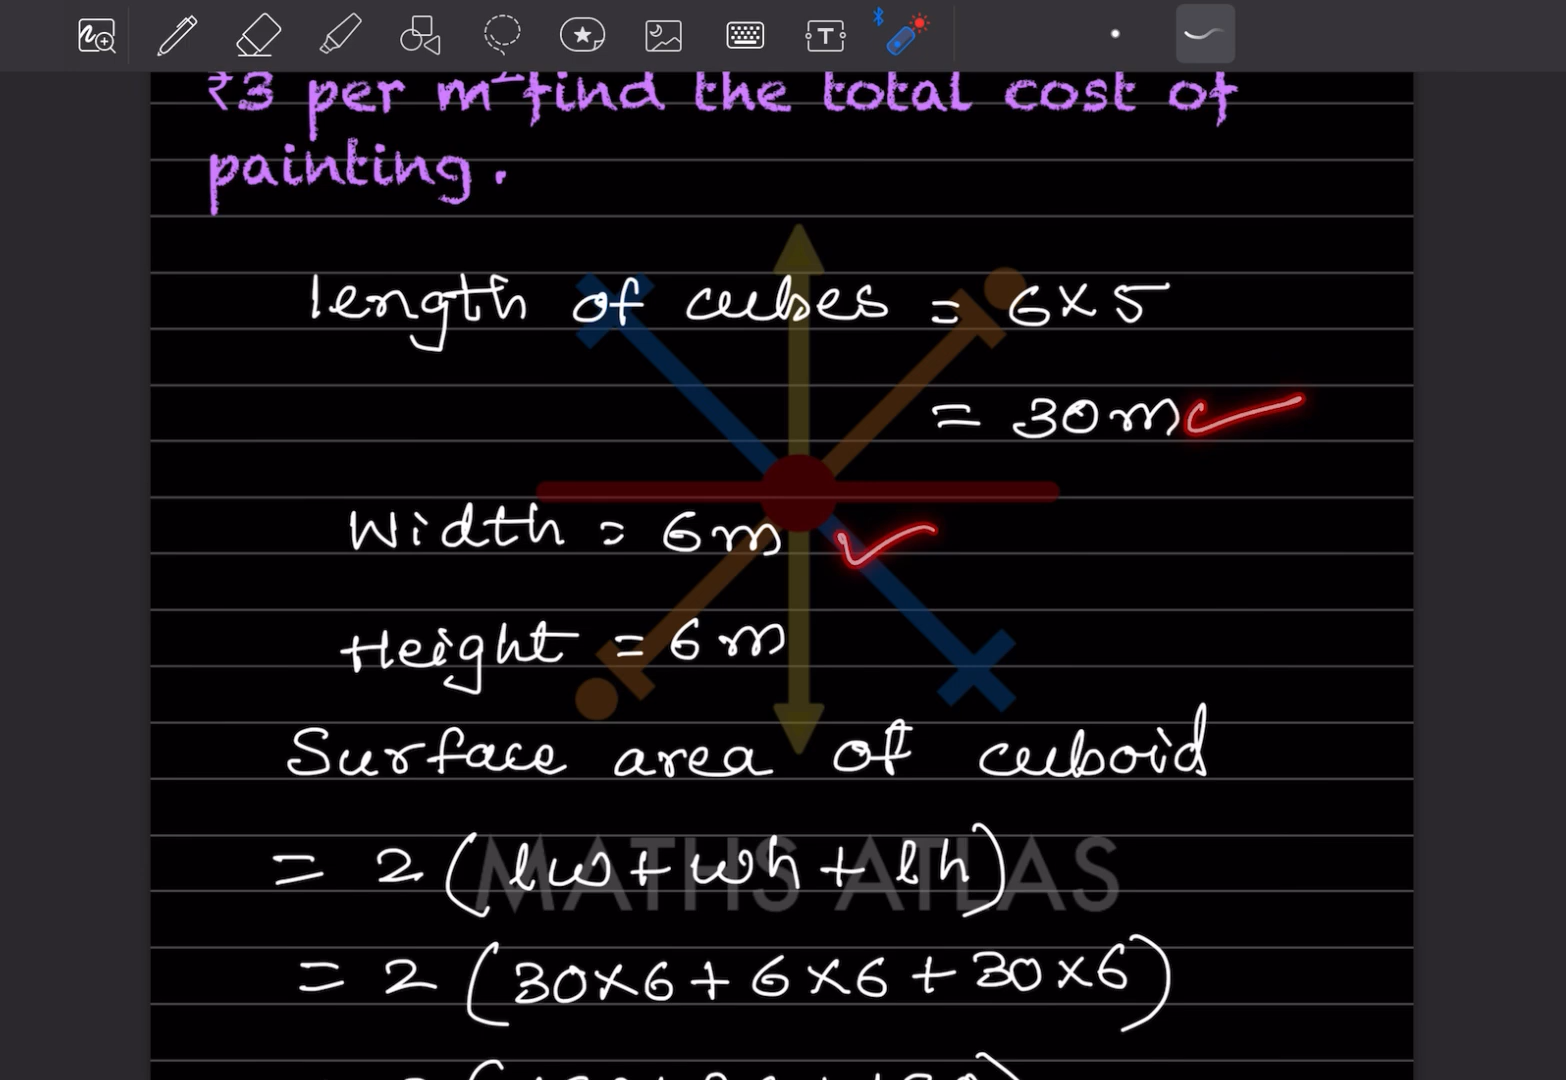 ₹3 per m² find the total cost of
painting.
length of cubes = 6×5
= 30m
Width = 6m
Height = 6m
Surface area of cuboid
MATHS ATLAS
= 2 (lw+wh+lh)
= 2 (30×6+6×6+30×6)